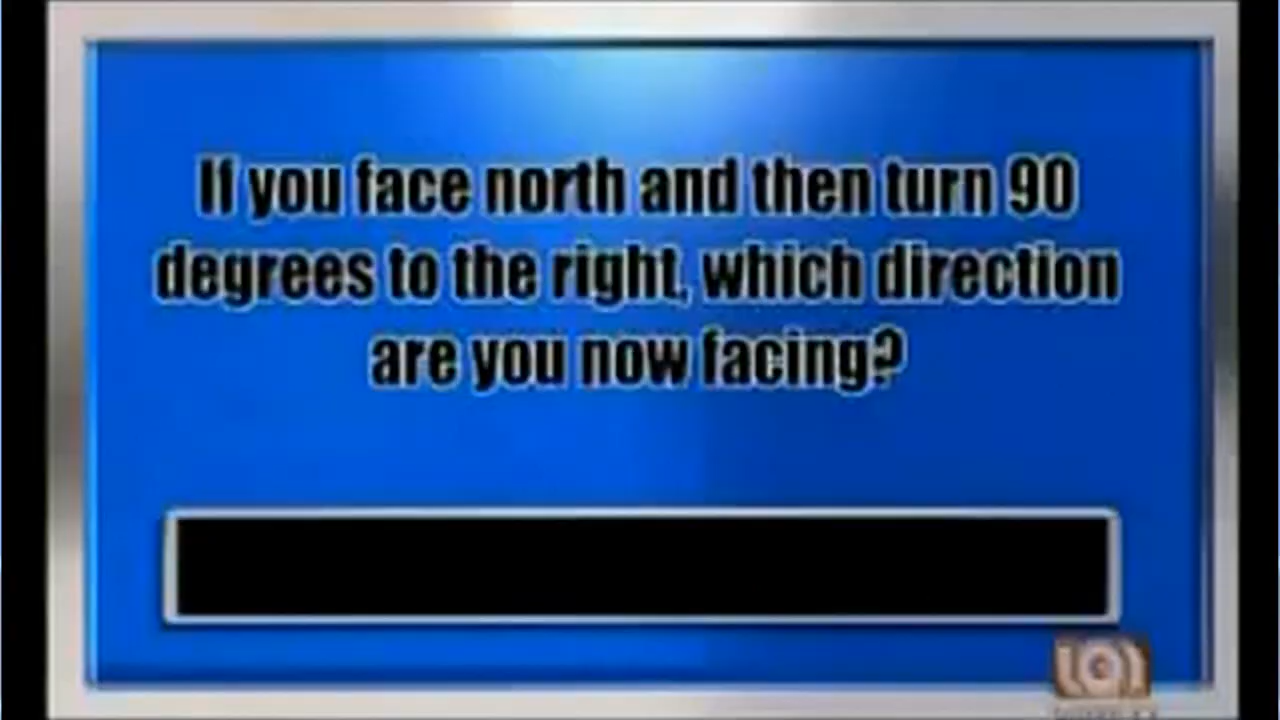 If you face north and then turn 90
degrees to the right, which direction
are you now facing?